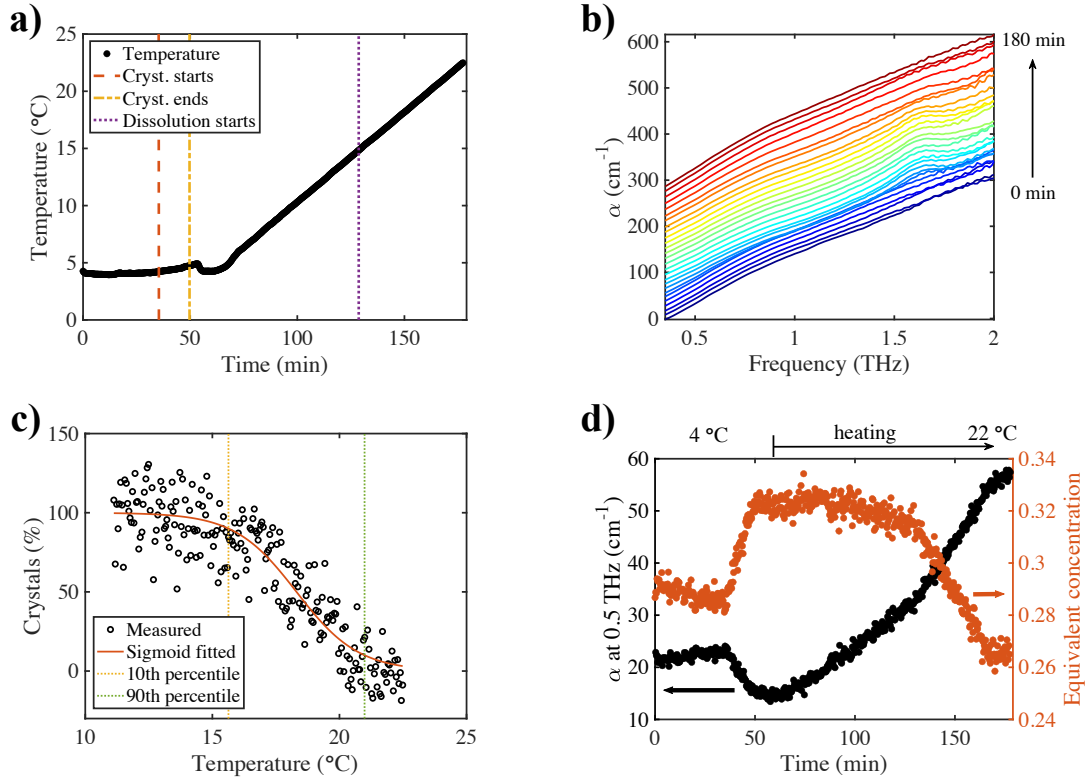 a)
25
20
15
10
5
0
Temperature (°C)
Temperature
Cryst. starts
Cryst. ends
Dissolution starts
0
50
100
150
Time (min)
b)
600
500
400
300
200
100
0
α (cm⁻¹)
0.5
1
1.5
2
Frequency (THz)
180 min
0 min
c)
150
100
50
0
Crystals (%)
Measured
Sigmoid fitted
10th percentile
90th percentile
10
15
20
25
Temperature (°C)
d)
4 °C
heating
22 °C
60
50
40
30
20
10
α at 0.5 THz (cm⁻¹)
0.34
0.32
0.3
0.28
0.26
0.24
Equivalent concentration
0
50
100
150
Time (min)